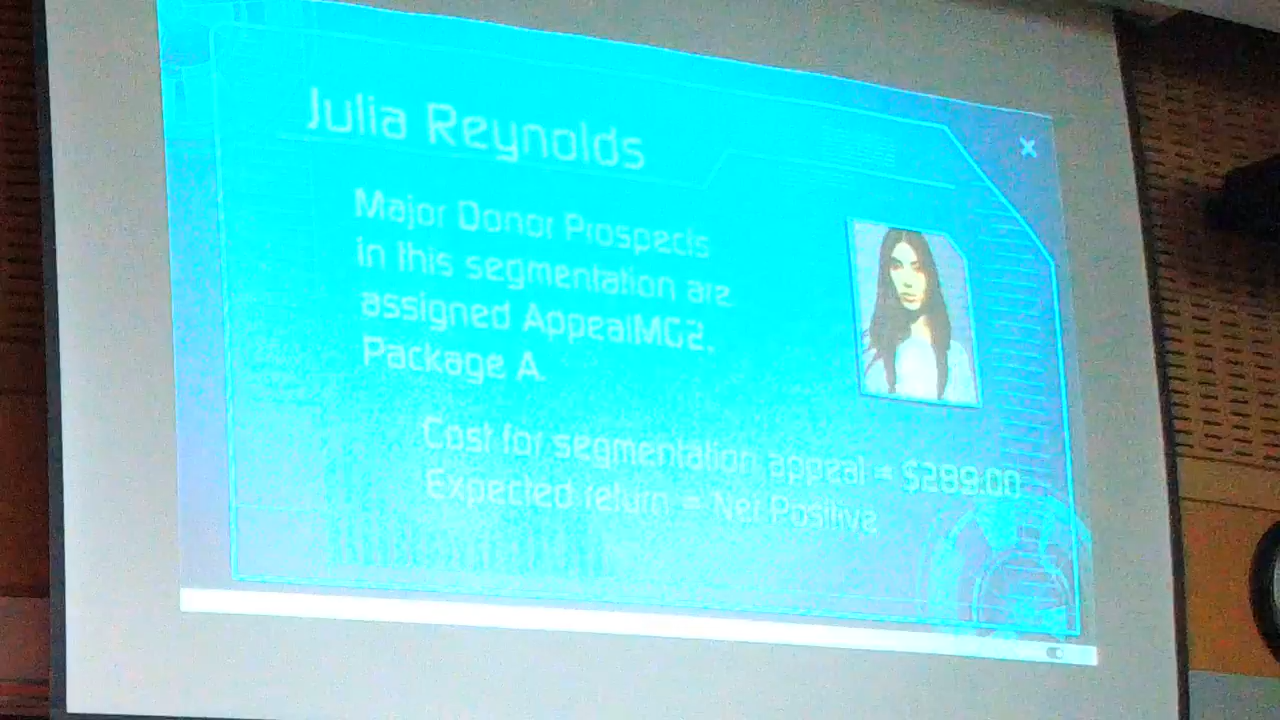 Julia Reynolds
Major Donor Prospects
in this segmentation are
assigned AppealMG2,
Package A.
Cost for segmentation appeal = $289.00
Expected return = Net Positive